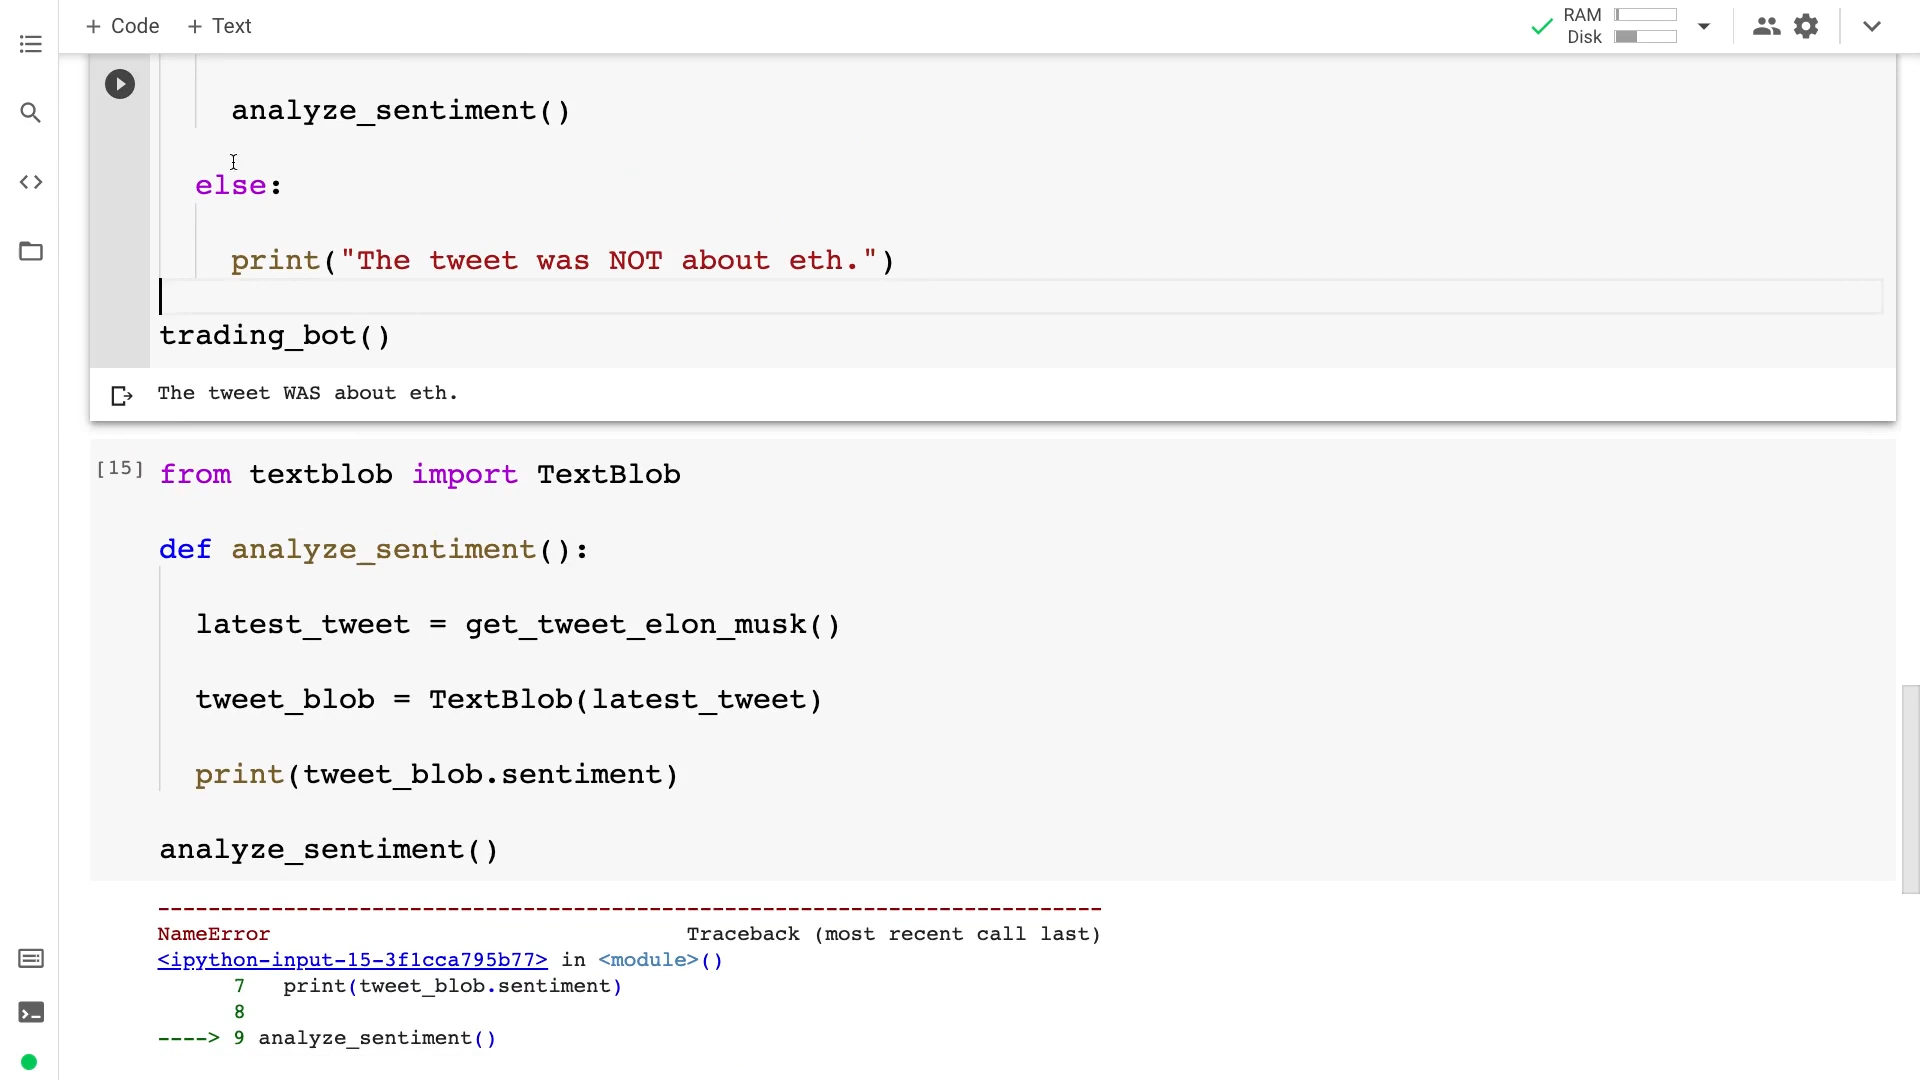 + Code + Text
RAM
Disk
analyze_sentiment()
else:
print("The tweet was NOT about eth.")
trading_bot()
The tweet WAS about eth.
[15] from textblob import TextBlob
def analyze_sentiment():
latest_tweet = get_tweet_elon_musk()
tweet_blob = TextBlob(latest_tweet)
print(tweet_blob.sentiment)
analyze_sentiment()
---------------------------------------------------------------------------
NameError Traceback (most recent call last)
<ipython-input-15-3f1cca795b77> in <module>()
7 print(tweet_blob.sentiment)
8
----> 9 analyze_sentiment()